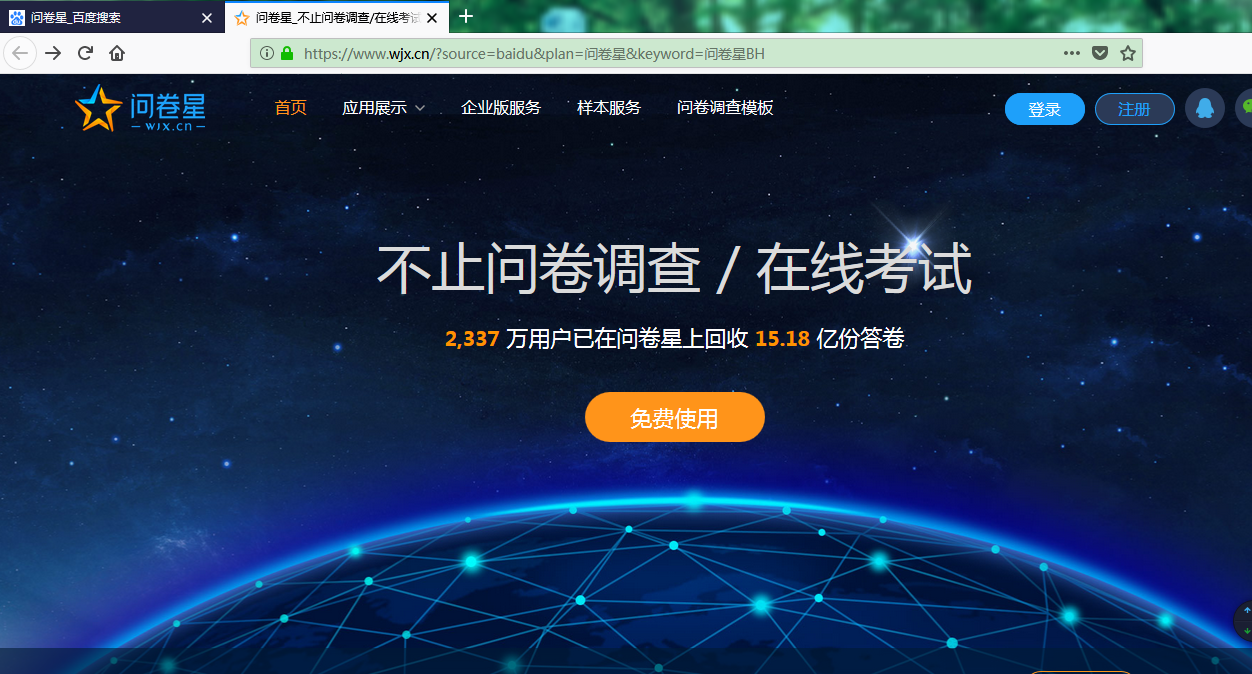 问卷星_百度搜索
问卷星_不止问卷调查/在线考试
https://www.wjx.cn/?source=baidu&plan=问卷星&keyword=问卷星BH
问卷星
WJX.CN
首页 应用展示 企业版服务 样本服务 问卷调查模板 登录 注册
不止问卷调查 / 在线考试
2,337 万用户已在问卷星上回收 15.18 亿份答卷
免费使用